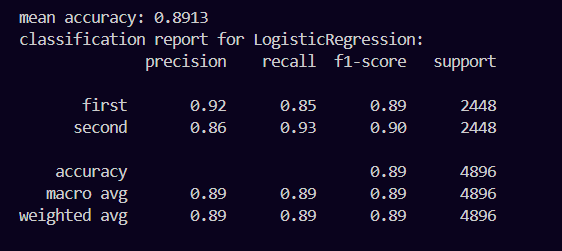 mean accuracy: 0.8913
classification report for LogisticRegression:
precision recall f1-score support
first 0.92 0.85 0.89 2448
second 0.86 0.93 0.90 2448
accuracy 0.89 4896
macro avg 0.89 0.89 0.89 4896
weighted avg 0.89 0.89 0.89 4896